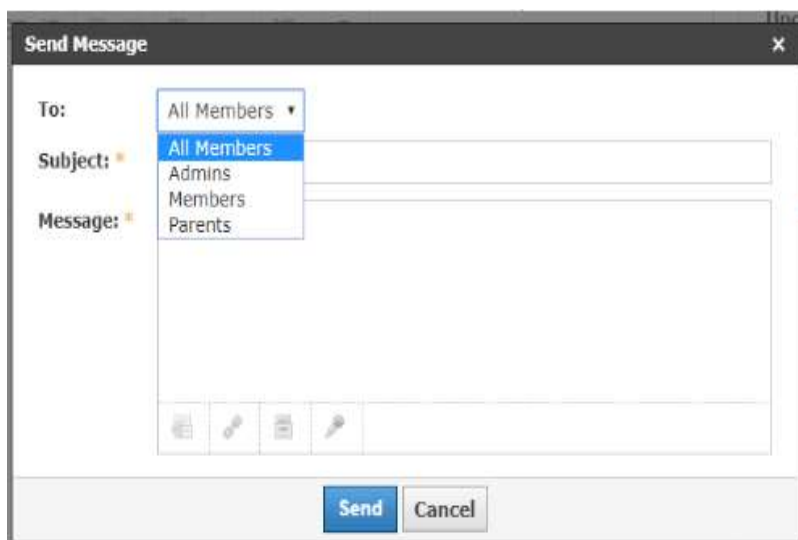 Send Message ×
To: All Members ▾
All Members
Subject: *
Admins
Members
Message: *
Parents
Send Cancel